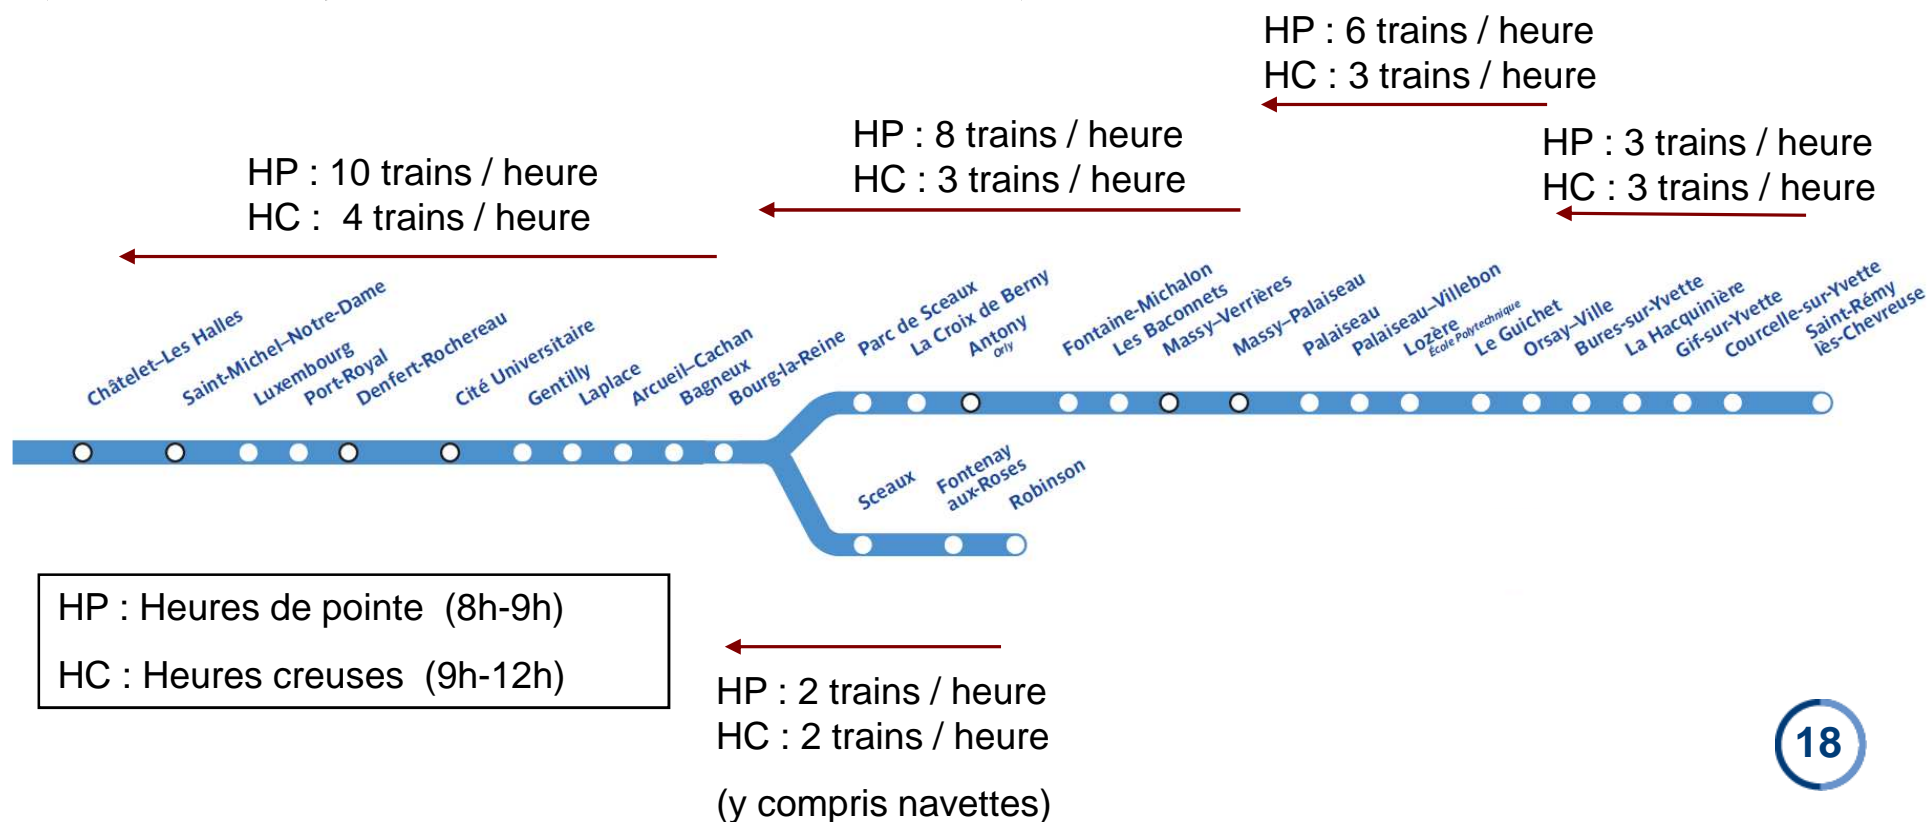 HP : 6 trains / heure
HC : 3 trains / heure
HP : 8 trains / heure
HC : 3 trains / heure
HP : 3 trains / heure
HC : 3 trains / heure
HP : 10 trains / heure
HC : 4 trains / heure
Châtelet–Les Halles
Saint-Michel–Notre-Dame
Luxembourg
Port-Royal
Denfert-Rochereau
Cité Universitaire
Gentilly
Laplace
Arcueil–Cachan
Bagneux
Bourg-la-Reine
Parc de Sceaux
La Croix de Berny
Antony
Orly
Fontaine-Michalon
Les Baconnets
Massy–Verrières
Massy–Palaiseau
Palaiseau
Palaiseau–Villebon
Lozère
École Polytechnique
Le Guichet
Orsay–Ville
Bures-sur-Yvette
La Hacquinière
Gif-sur-Yvette
Courcelle-sur-Yvette
Saint-Rémy
lès-Chevreuse
Sceaux
Fontenay
aux-Roses
Robinson
HP : Heures de pointe (8h-9h)
HC : Heures creuses (9h-12h)
HP : 2 trains / heure
HC : 2 trains / heure
(y compris navettes)
18